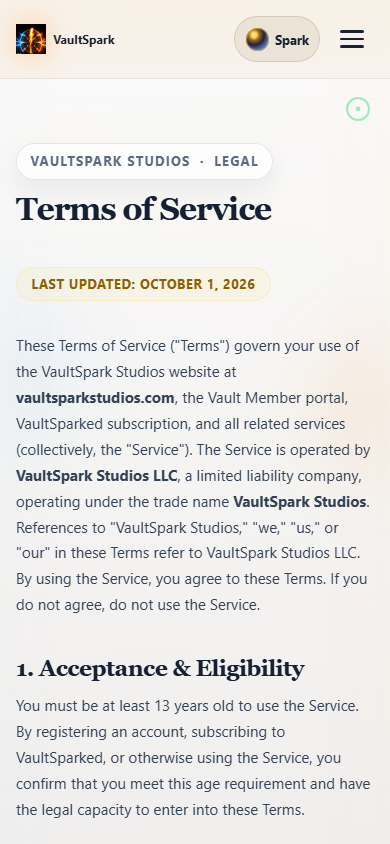 VaultSpark
Spark
VAULTSPARK STUDIOS · LEGAL
Terms of Service
LAST UPDATED: OCTOBER 1, 2026
These Terms of Service ("Terms") govern your use of
the VaultSpark Studios website at
vaultsparkstudios.com, the Vault Member portal,
VaultSparked subscription, and all related services
(collectively, the "Service"). The Service is operated by
VaultSpark Studios LLC, a limited liability company,
operating under the trade name VaultSpark Studios.
References to "VaultSpark Studios," "we," "us," or
"our" in these Terms refer to VaultSpark Studios LLC.
By using the Service, you agree to these Terms. If you
do not agree, do not use the Service.
1. Acceptance & Eligibility
You must be at least 13 years old to use the Service.
By registering an account, subscribing to
VaultSparked, or otherwise using the Service, you
confirm that you meet this age requirement and have
the legal capacity to enter into these Terms.